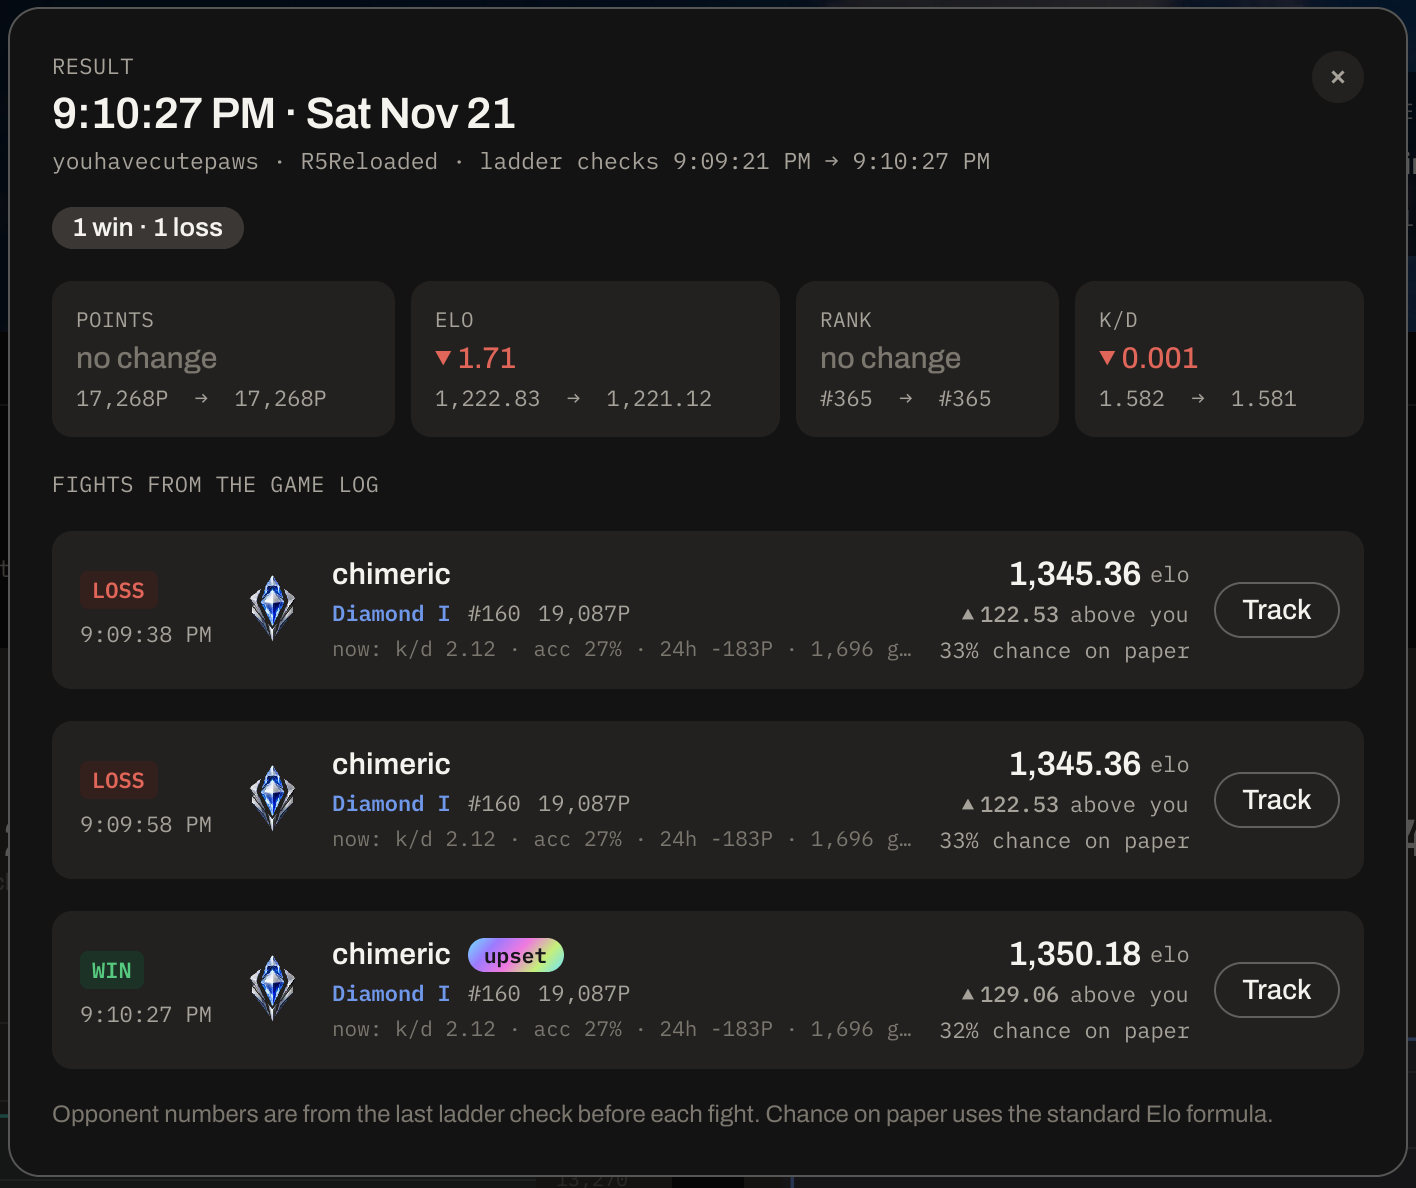 RESULT
9:10:27 PM · Sat Nov 21
youhavecutepaws · R5Reloaded · ladder checks 9:09:21 PM → 9:10:27 PM
1 win · 1 loss
POINTS
no change
17,268P → 17,268P
ELO
▼ 1.71
1,222.83 → 1,221.12
RANK
no change
#365 → #365
K/D
▼ 0.001
1.582 → 1.581
FIGHTS FROM THE GAME LOG
LOSS
9:09:38 PM
chimeric
Diamond I #160 19,087P
now: k/d 2.12 · acc 27% · 24h -183P · 1,696 g…
1,345.36 elo
▲122.53 above you
33% chance on paper
Track
LOSS
9:09:58 PM
chimeric
Diamond I #160 19,087P
now: k/d 2.12 · acc 27% · 24h -183P · 1,696 g…
1,345.36 elo
▲122.53 above you
33% chance on paper
Track
WIN
9:10:27 PM
chimeric upset
Diamond I #160 19,087P
now: k/d 2.12 · acc 27% · 24h -183P · 1,696 g…
1,350.18 elo
▲129.06 above you
32% chance on paper
Track
Opponent numbers are from the last ladder check before each fight. Chance on paper uses the standard Elo formula.
13,270